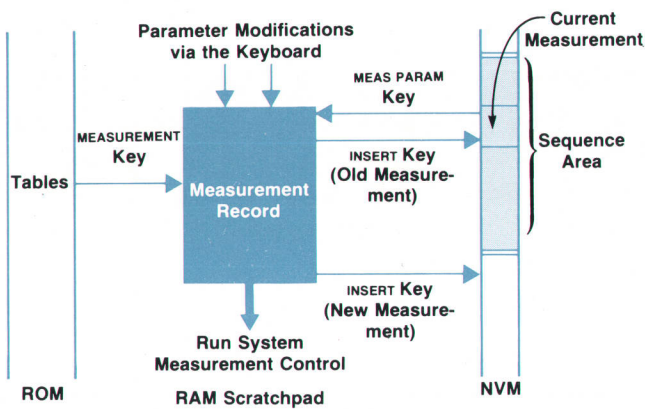 Parameter Modifications
via the Keyboard
Current
Measurement
MEAS PARAM
Key
MEASUREMENT
Key
Sequence
Area
INSERT Key
(Old Measure-
ment)
Tables
Measurement
Record
INSERT Key
(New Measure-
ment)
Run System
Measurement Control
ROM
RAM Scratchpad
NVM